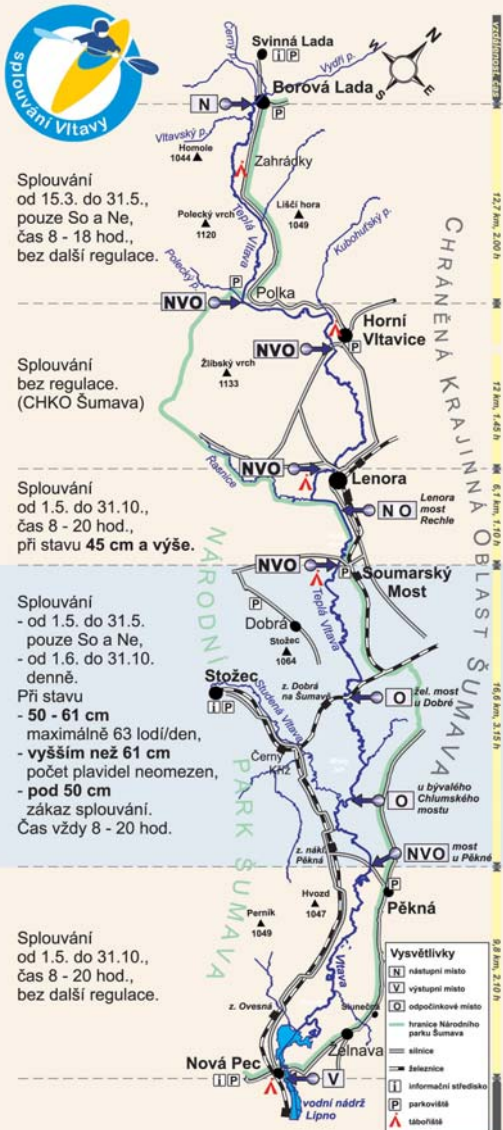 splouvání Vltavy
Černý p.
Svinná Lada
i P
Vydří p.
N
W
S
E
vzdálenost, čas
Borová Lada
N
P
Vltavský p.
Homole
1044
Zahrádky
Splouvání
od 15.3. do 31.5.,
pouze So a Ne,
čas 8 - 18 hod.,
bez další regulace.
Polecký vrch
1120
Teplá Vltava
Liščí hora
1049
Kubohuťský p.
12,7 km, 2.00 h
Polecký p.
P
Polka
NVO
CHRÁNĚNÁ KRAJINNÁ OBLAST ŠUMAVA
Horní
Vltavice
P
NVO
Splouvání
bez regulace.
(CHKO Šumava)
Žlibský vrch
1133
12 km, 1.45 h
NVO
Lenora
Řasnice
Splouvání
od 1.5. do 31.10.,
čas 8 - 20 hod.,
při stavu 45 cm a výše.
N O
Lenora
most
Rechle
6,1 km, 1.10 h
NÁRODNÍ PARK ŠUMAVA
NVO
P
Soumarský
Most
Splouvání
- od 1.5. do 31.5.
pouze So a Ne,
- od 1.6. do 31.10.
denně.
Při stavu
- 50 - 61 cm
maximálně 63 lodí/den,
- vyšším než 61 cm
počet plavidel neomezen,
- pod 50 cm
zákaz splouvání.
Čas vždy 8 - 20 hod.
P
Dobrá
Teplá Vltava
Stožec
1064
Stožec
i P
Studená Vltava
z. Dobrá
na Šumavě
O
žel. most
u Dobré
16,6 km, 3.15 h
Černý
Kříž
O
u bývalého
Chlumského
mostu
z. nákl.
Pěkná
NVO
most
u Pěkné
P
Pěkná
Hvozd
1047
Perník
1049
Vltava
Splouvání
od 1.5. do 31.10.,
čas 8 - 20 hod.,
bez další regulace.
9,8 km, 2.10 h
z. Ovesná
Slunečná
Želnava
Nová Pec
i P
V
vodní nádrž
Lipno
Vysvětlivky
N nástupní místo
V výstupní místo
O odpočinkové místo
hranice Národního
parku Šumava
silnice
železnice
i informační středisko
P parkoviště
tábořiště